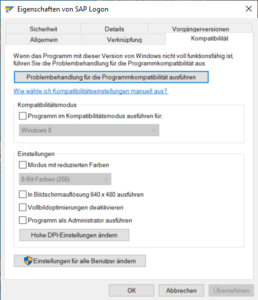 Eigenschaften von SAP Logon
Sicherheit Details Vorgängerversionen
Allgemein Verknüpfung Kompatibilität
Wenn das Programm mit dieser Version von Windows nicht voll funktionsfähig ist,
führen Sie die Problembehandlung für die Programmkompatibilität aus.
Problembehandlung für die Programmkompatibilität ausführen
Wie wähle ich Kompatibilitätseinstellungen manuell aus?
Kompatibilitätsmodus
Programm im Kompatibilitätsmodus ausführen für:
Windows 8
Einstellungen
Modus mit reduzierten Farben
8-Bit-Farben (256)
In Bildschirmauflösung 640 x 480 ausführen
Vollbildoptimierungen deaktivieren
Programm als Administrator ausführen
Hohe DPI-Einstellungen ändern
Einstellungen für alle Benutzer ändern
OK Abbrechen Übernehmen